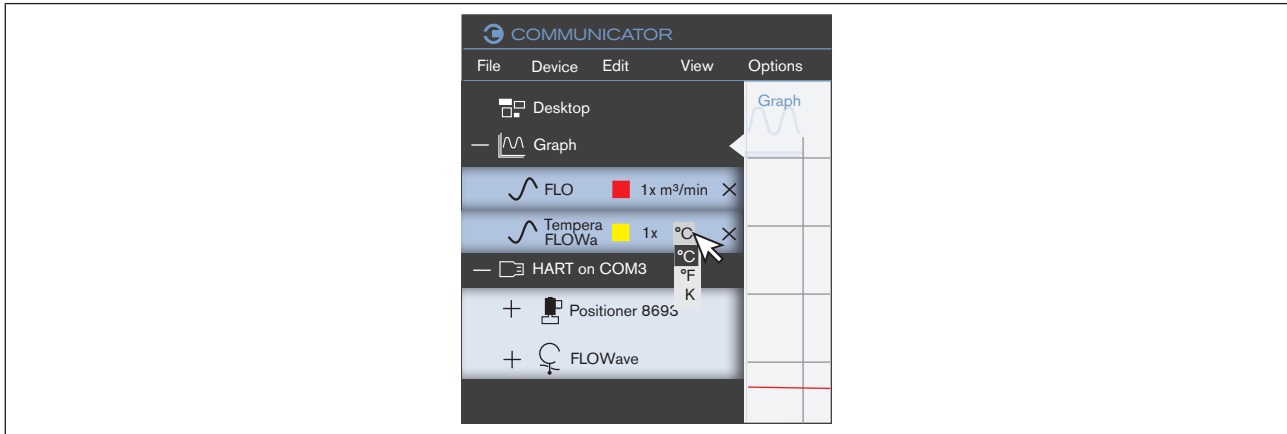 COMMUNICATOR
File Device Edit View Options
Desktop
Graph
Graph
FLO 1x m³/min
Tempera
FLOWa 1x °C
°C
°F
K
HART on COM3
Positioner 8693
FLOWave